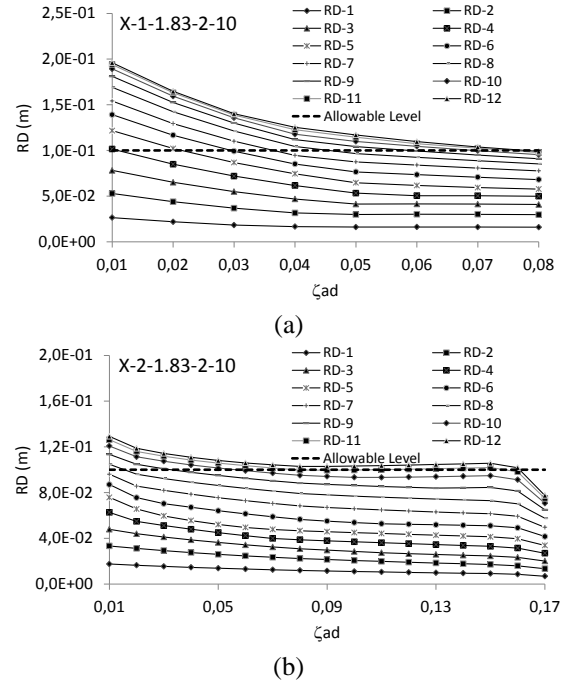 (a)
X-1-1.83-2-10
RD-1 RD-2
RD-3 RD-4
RD-5 RD-6
RD-7 RD-8
RD-9 RD-10
RD-11 RD-12
Allowable Level
RD (m)
2,5E-01
2,0E-01
1,5E-01
1,0E-01
5,0E-02
0,0E+00
0,01 0,02 0,03 0,04 0,05 0,06 0,07 0,08
ζad
(a)
X-2-1.83-2-10
RD-1 RD-2
RD-3 RD-4
RD-5 RD-6
RD-7 RD-8
RD-9 RD-10
RD-11 RD-12
Allowable Level
RD (m)
2,0E-01
1,6E-01
1,2E-01
8,0E-02
4,0E-02
0,0E+00
0,01 0,05 0,09 0,13 0,17
ζad
(b)